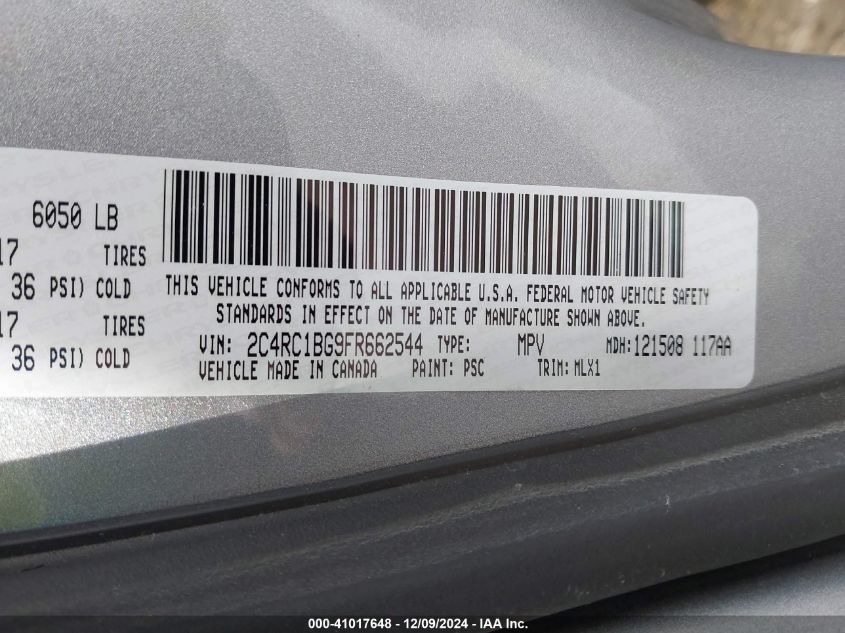 6050 LB
17 TIRES
36 PSI) COLD
17 TIRES
36 PSI) COLD
THIS VEHICLE CONFORMS TO ALL APPLICABLE U.S.A. FEDERAL MOTOR VEHICLE SAFETY
STANDARDS IN EFFECT ON THE DATE OF MANUFACTURE SHOWN ABOVE.
VIN: 2C4RC1BG9FR662544 TYPE: MPV MDH: 121508 117AA
VEHICLE MADE IN CANADA PAINT: PSC TRIM: MLX1
000-41017648 - 12/09/2024 - IAA Inc.